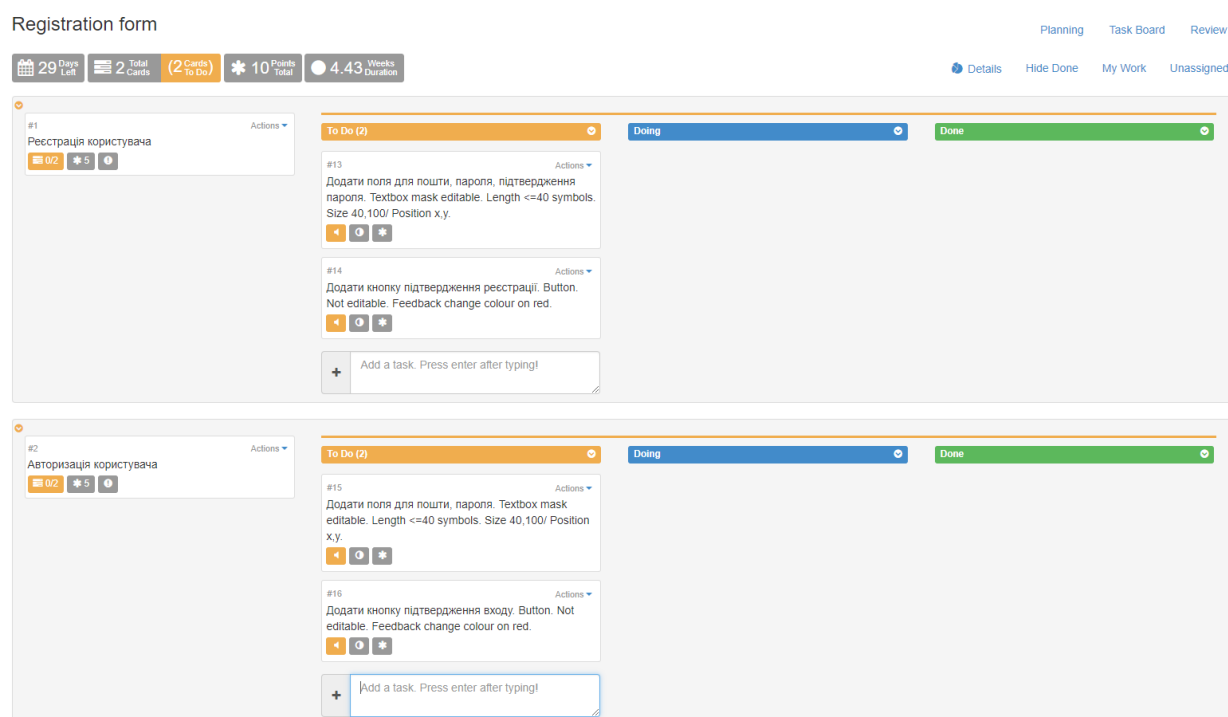 Registration form
Planning Task Board Review
29 Days Left 2 Total Cards (2 Cards To Do) 10 Points Total 4.43 Weeks Duration
Details Hide Done My Work Unassigned
#1 Actions
Реєстрація користувача
0/2 5
To Do (2) Doing Done
#13 Actions
Додати поля для пошти, пароля, підтвердження
пароля. Textbox mask editable. Length <=40 symbols.
Size 40,100/ Position x,y.
#14 Actions
Додати кнопку підтвердження реєстрації. Button.
Not editable. Feedback change colour on red.
Add a task. Press enter after typing!
#2 Actions
Авторизація користувача
0/2 5
To Do (2) Doing Done
#15 Actions
Додати поля для пошти, пароля. Textbox mask
editable. Length <=40 symbols. Size 40,100/ Position
x,y.
#16 Actions
Додати кнопку підтвердження входу. Button. Not
editable. Feedback change colour on red.
Add a task. Press enter after typing!